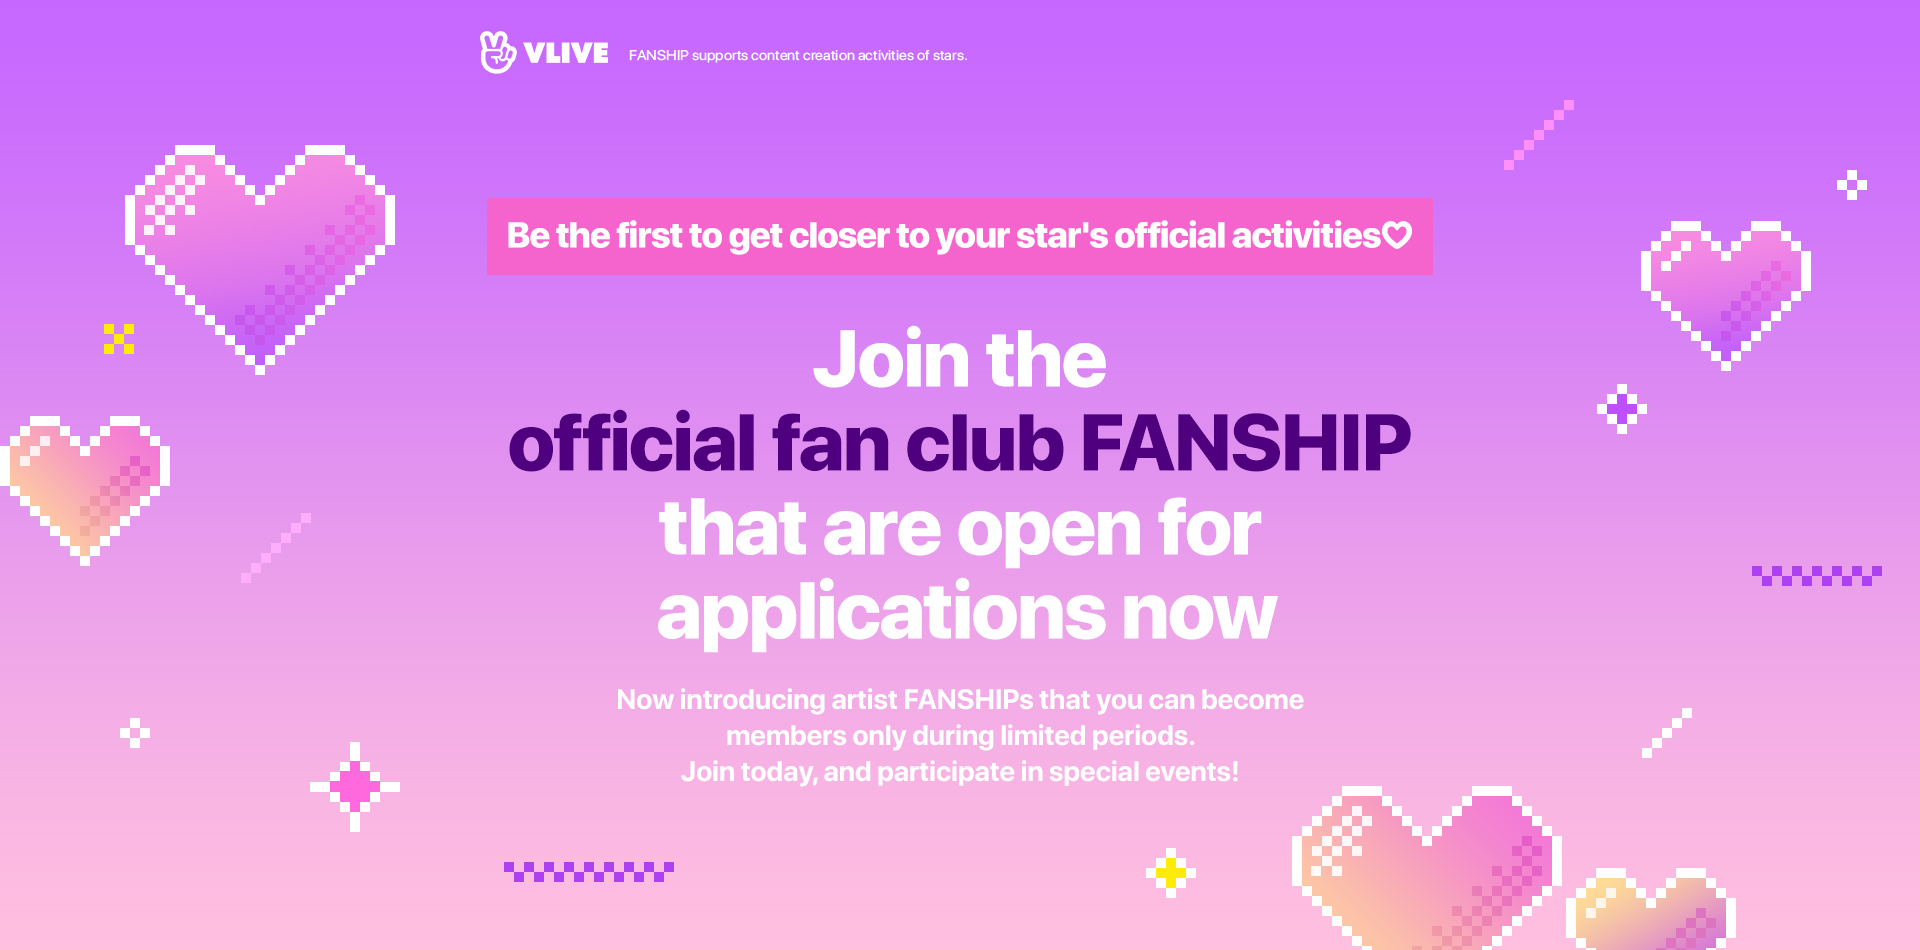 VLIVE FANSHIP supports content creation activities of stars.
Be the first to get closer to your star's official activities♡
Join the
official fan club FANSHIP
that are open for
applications now
Now introducing artist FANSHIPs that you can become
members only during limited periods.
Join today, and participate in special events!